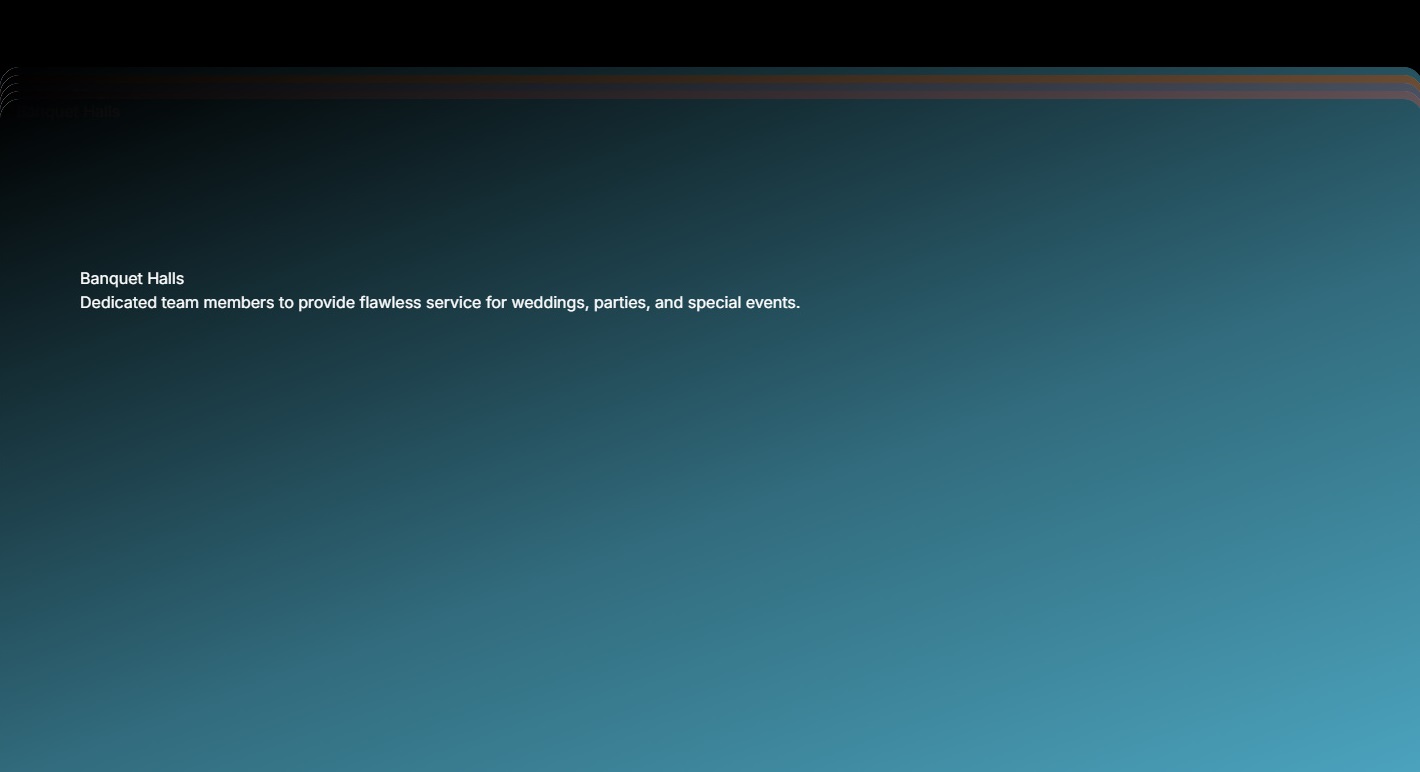 Banquet Halls
Banquet Halls
Dedicated team members to provide flawless service for weddings, parties, and special events.